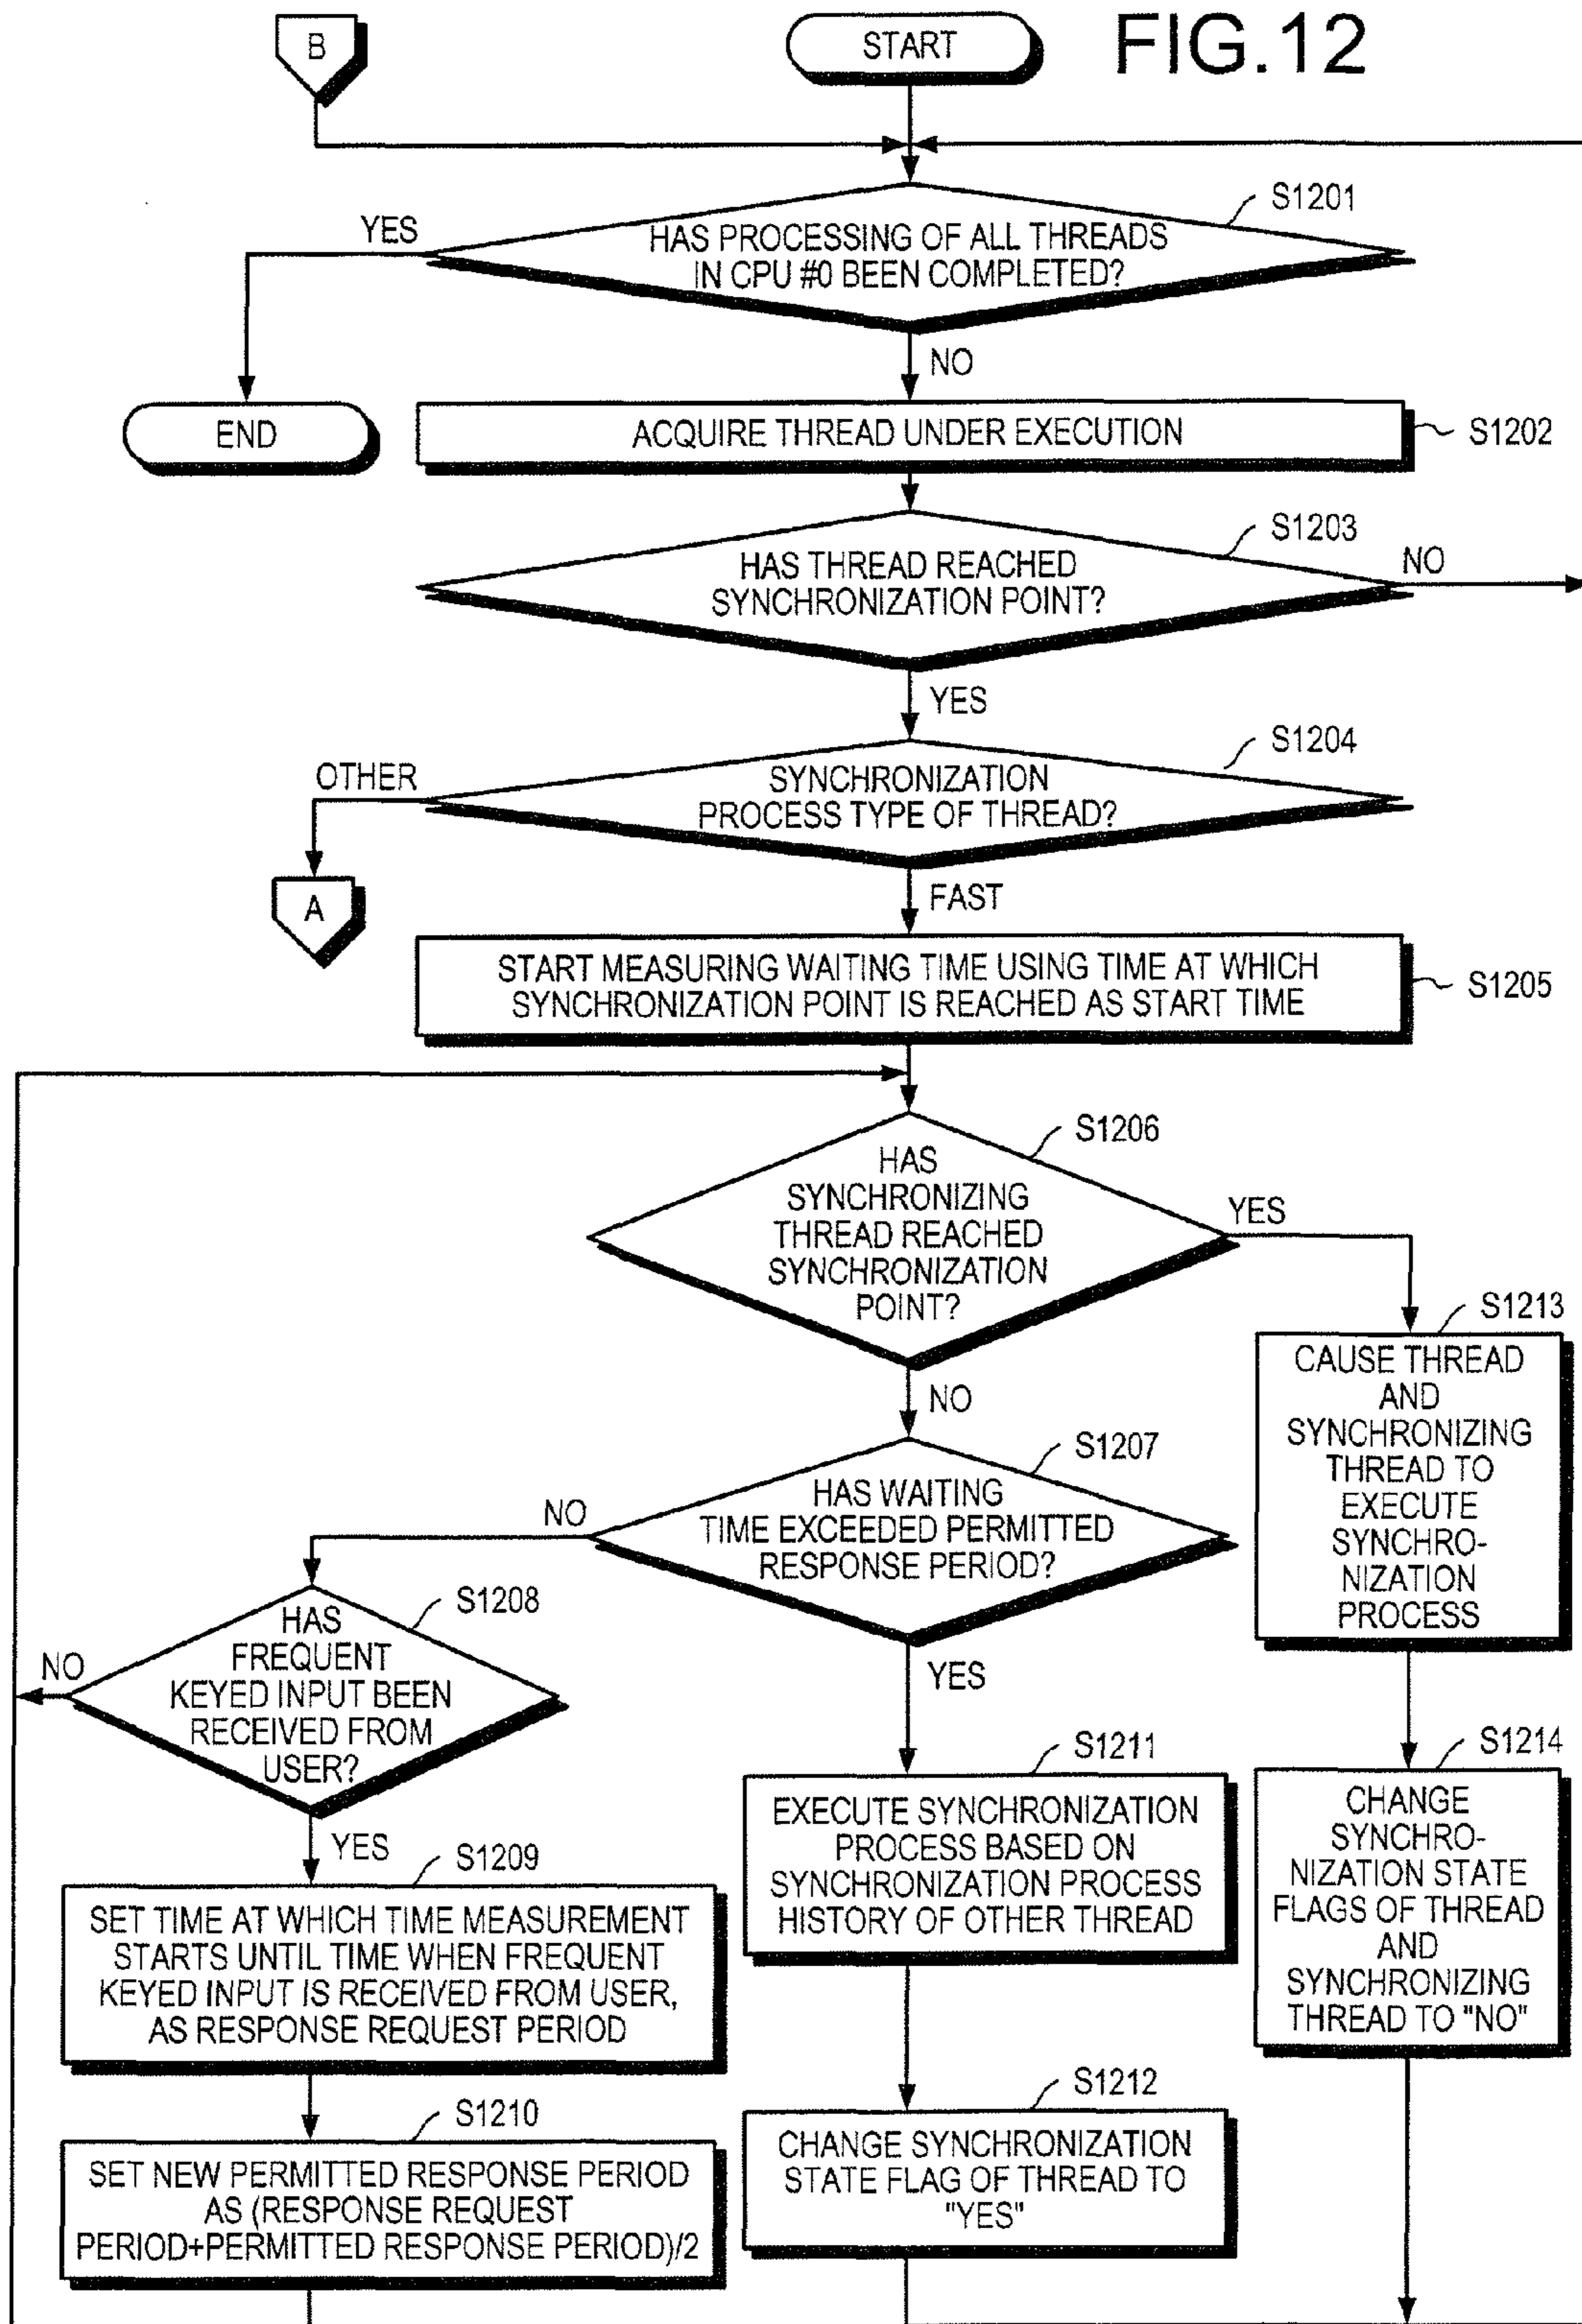 FIG.12
B
START
S1201
YES
HAS PROCESSING OF ALL THREADS
IN CPU #0 BEEN COMPLETED?
NO
END
ACQUIRE THREAD UNDER EXECUTION
S1202
S1203
HAS THREAD REACHED
SYNCHRONIZATION POINT?
NO
YES
S1204
OTHER
SYNCHRONIZATION
PROCESS TYPE OF THREAD?
A
FAST
START MEASURING WAITING TIME USING TIME AT WHICH
SYNCHRONIZATION POINT IS REACHED AS START TIME
S1205
S1206
HAS
SYNCHRONIZING
THREAD REACHED
SYNCHRONIZATION
POINT?
YES
NO
S1213
CAUSE THREAD
AND
SYNCHRONIZING
THREAD TO
EXECUTE
SYNCHRO-
NIZATION
PROCESS
S1207
HAS WAITING
TIME EXCEEDED PERMITTED
RESPONSE PERIOD?
NO
YES
S1208
HAS
FREQUENT
KEYED INPUT BEEN
RECEIVED FROM
USER?
NO
YES
S1209
SET TIME AT WHICH TIME MEASUREMENT
STARTS UNTIL TIME WHEN FREQUENT
KEYED INPUT IS RECEIVED FROM USER,
AS RESPONSE REQUEST PERIOD
S1210
SET NEW PERMITTED RESPONSE PERIOD
AS (RESPONSE REQUEST
PERIOD+PERMITTED RESPONSE PERIOD)/2
S1211
EXECUTE SYNCHRONIZATION
PROCESS BASED ON
SYNCHRONIZATION PROCESS
HISTORY OF OTHER THREAD
S1212
CHANGE SYNCHRONIZATION
STATE FLAG OF THREAD TO
"YES"
S1214
CHANGE
SYNCHRO-
NIZATION STATE
FLAGS OF THREAD
AND
SYNCHRONIZING
THREAD TO "NO"